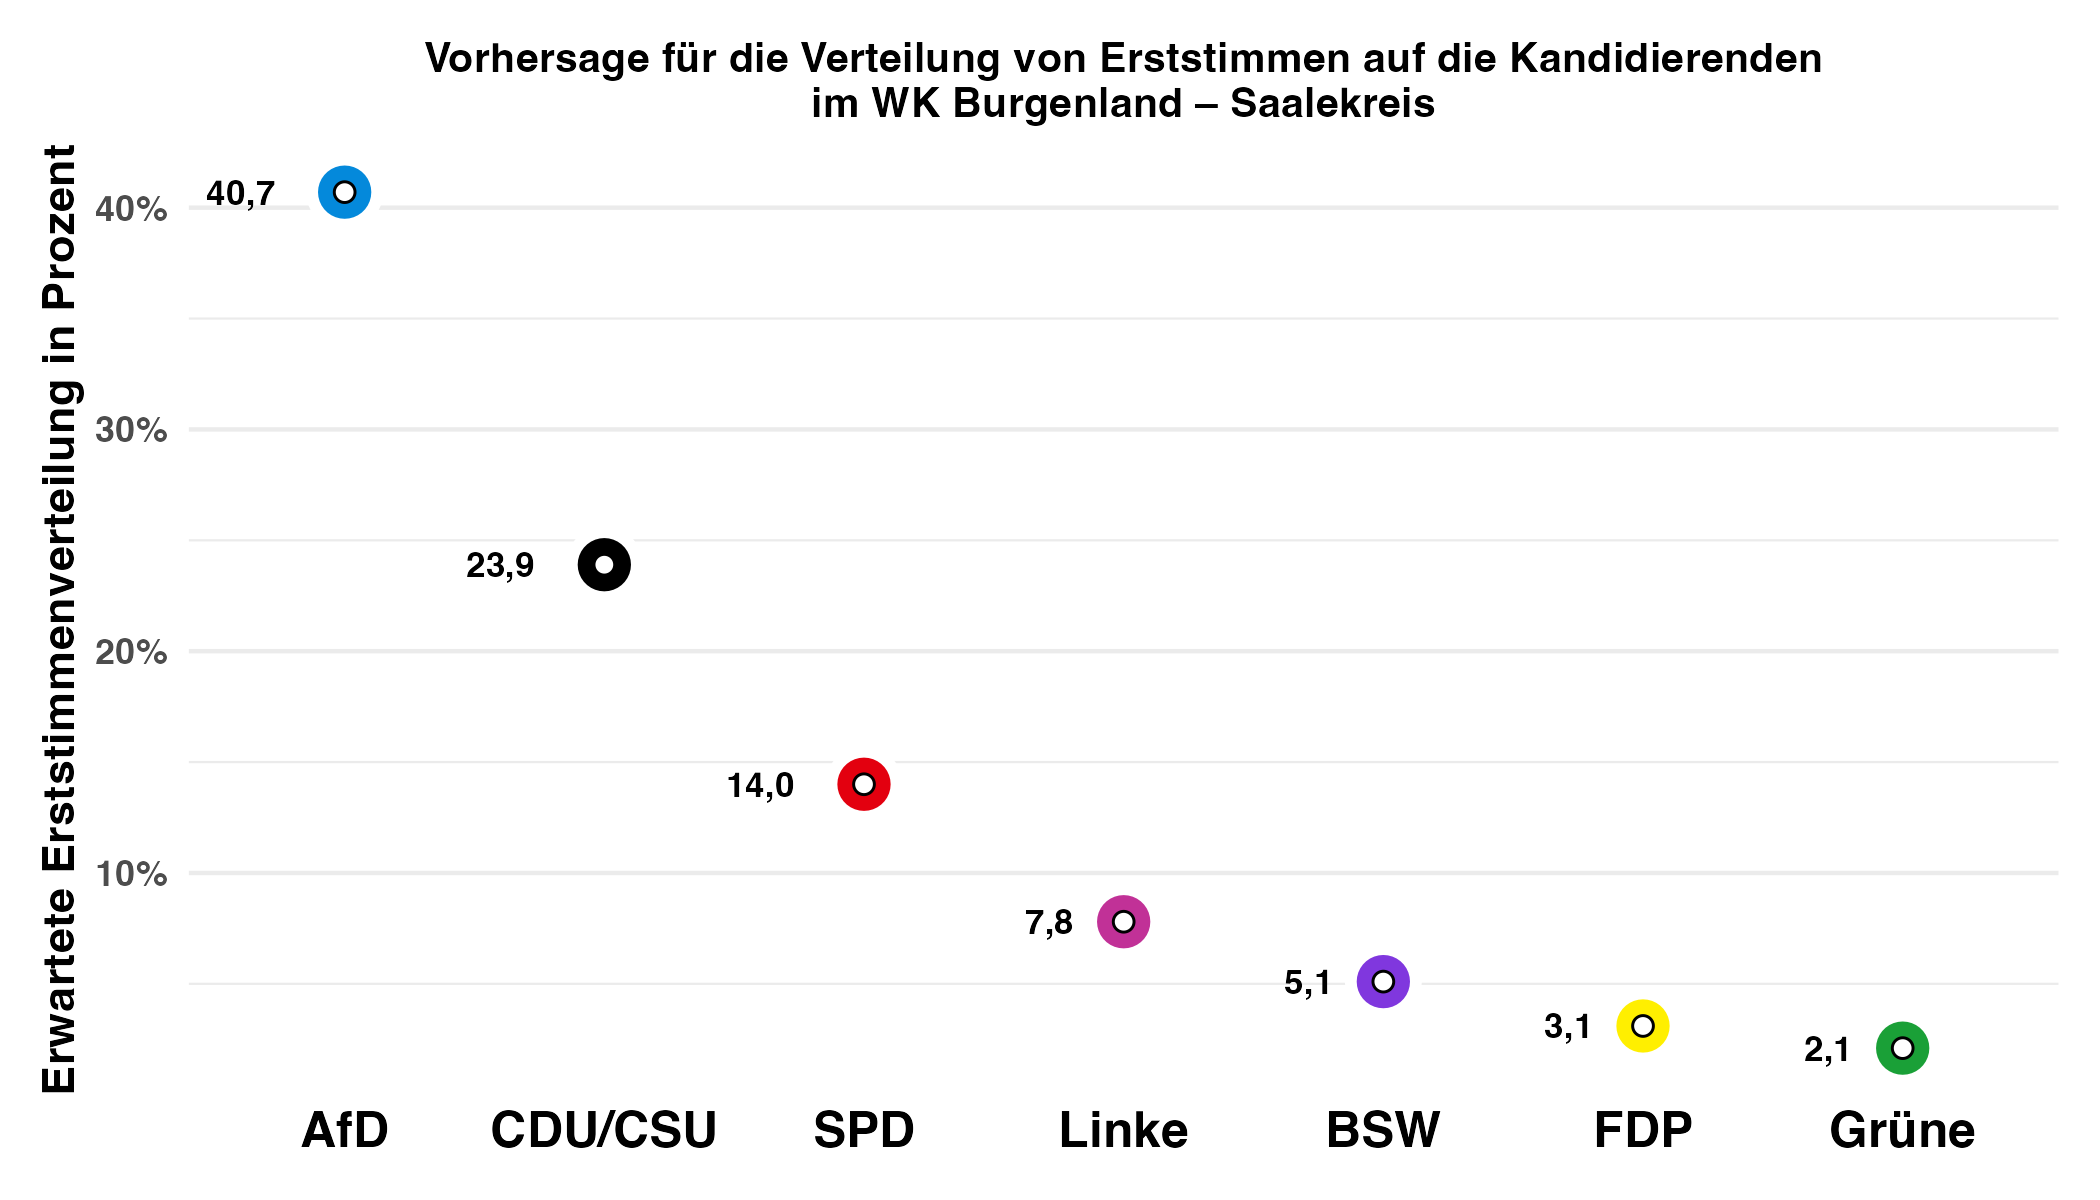 Vorhersage für die Verteilung von Erststimmen auf die Kandidierenden
im WK Burgenland – Saalekreis
Erwartete Erststimmenverteilung in Prozent
40%
30%
20%
10%
40,7
23,9
14,0
7,8
5,1
3,1
2,1
AfD
CDU/CSU
SPD
Linke
BSW
FDP
Grüne